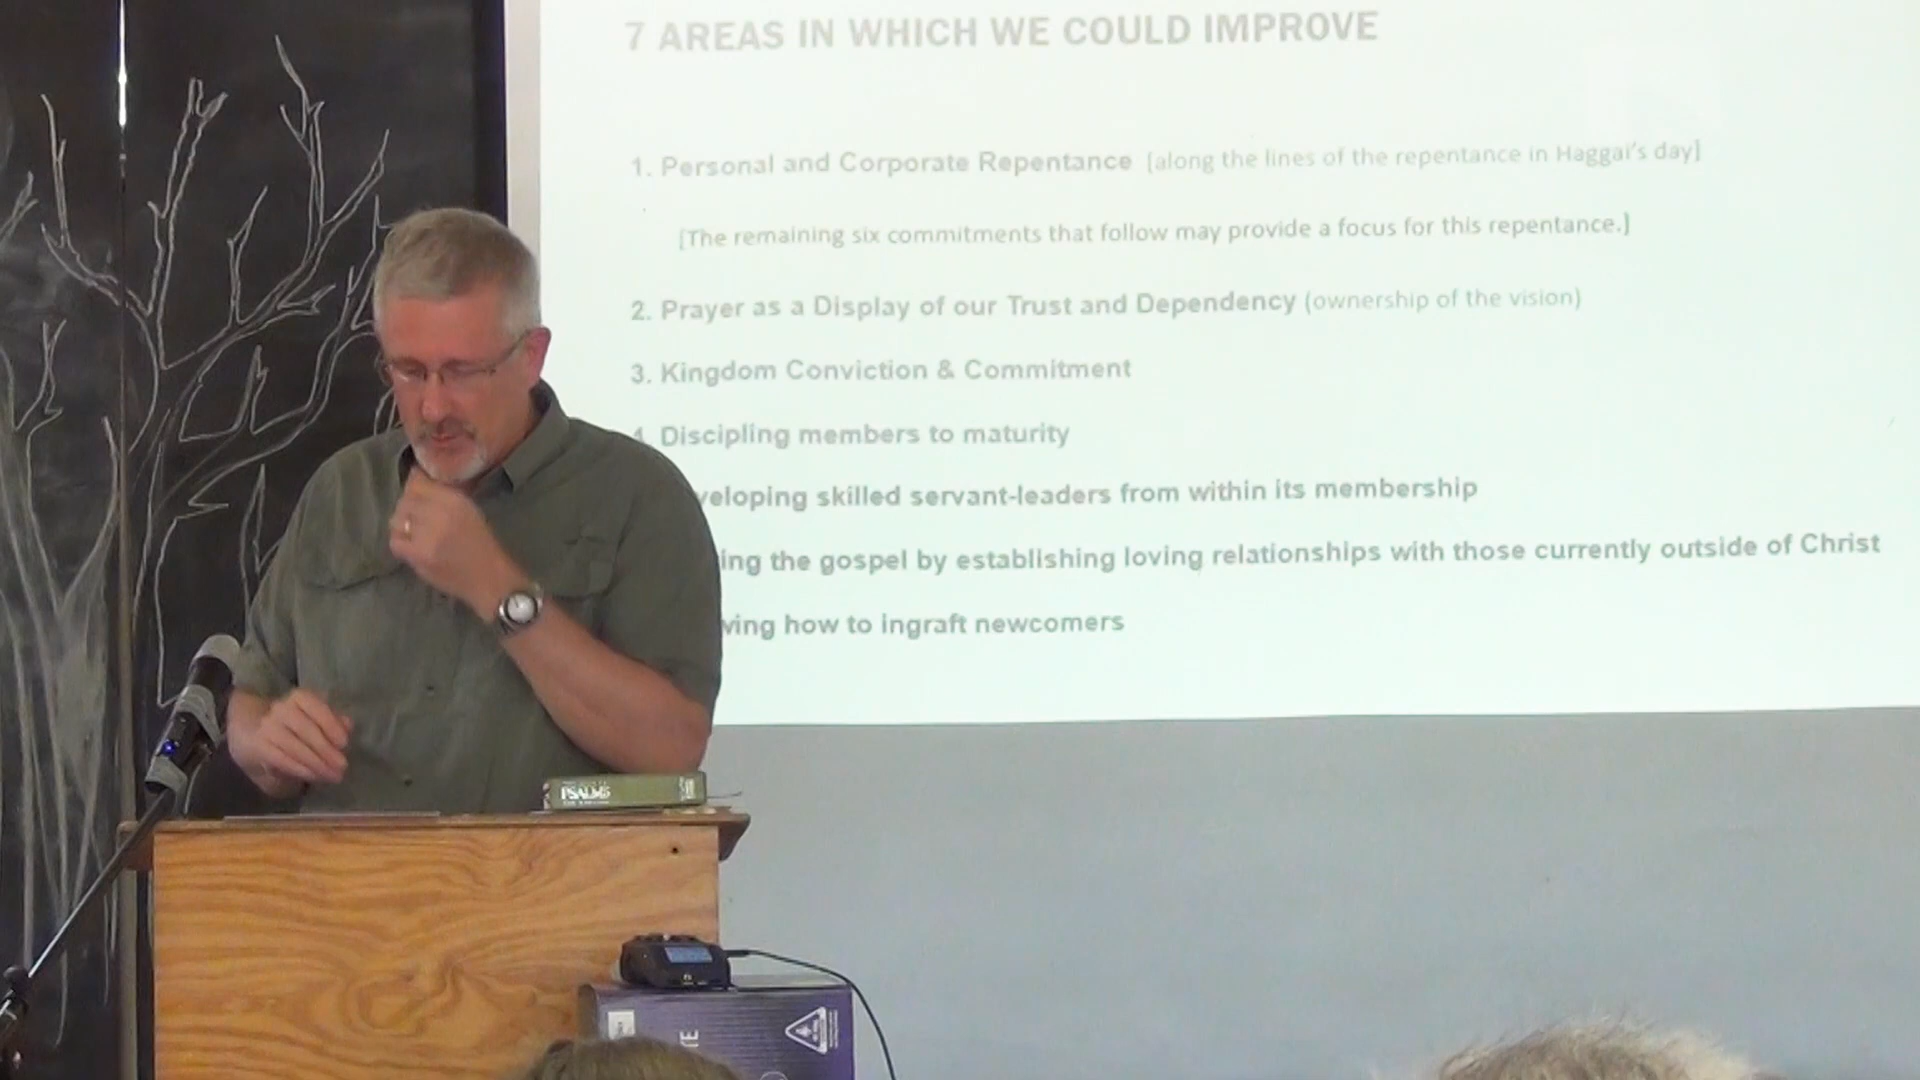 7 AREAS IN WHICH WE COULD IMPROVE
1. Personal and Corporate Repentance [along the lines of the repentance in Haggai's day]
[The remaining six commitments that follow may provide a focus for this repentance.]
2. Prayer as a Display of our Trust and Dependency (ownership of the vision)
3. Kingdom Conviction & Commitment
4. Discipling members to maturity
veloping skilled servant-leaders from within its membership
ing the gospel by establishing loving relationships with those currently outside of Christ
ving how to ingraft newcomers
PSALMS